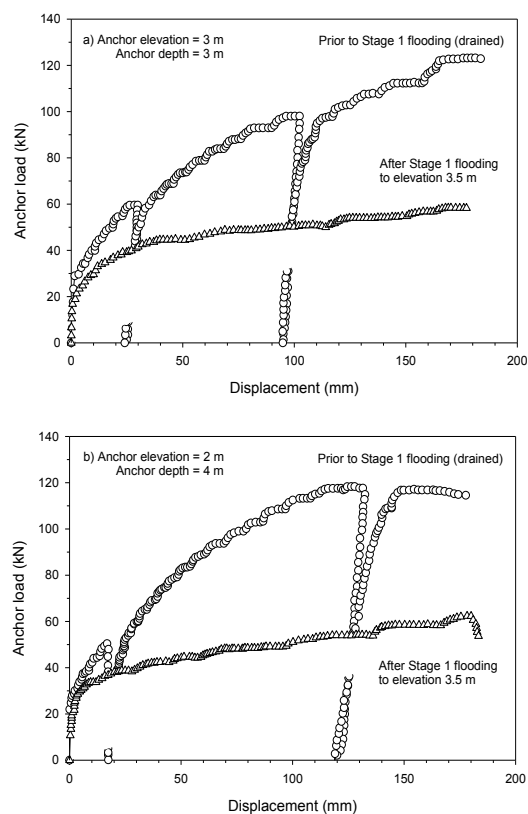 140
120
100
80
60
40
20
0
Anchor load (kN)
a) Anchor elevation = 3 m
Anchor depth = 3 m
Prior to Stage 1 flooding (drained)
After Stage 1 flooding
to elevation 3.5 m
0 50 100 150 200
Displacement (mm)
140
120
100
80
60
40
20
0
Anchor load (kN)
b) Anchor elevation = 2 m
Anchor depth = 4 m
Prior to Stage 1 flooding (drained)
After Stage 1 flooding
to elevation 3.5 m
0 50 100 150 200
Displacement (mm)